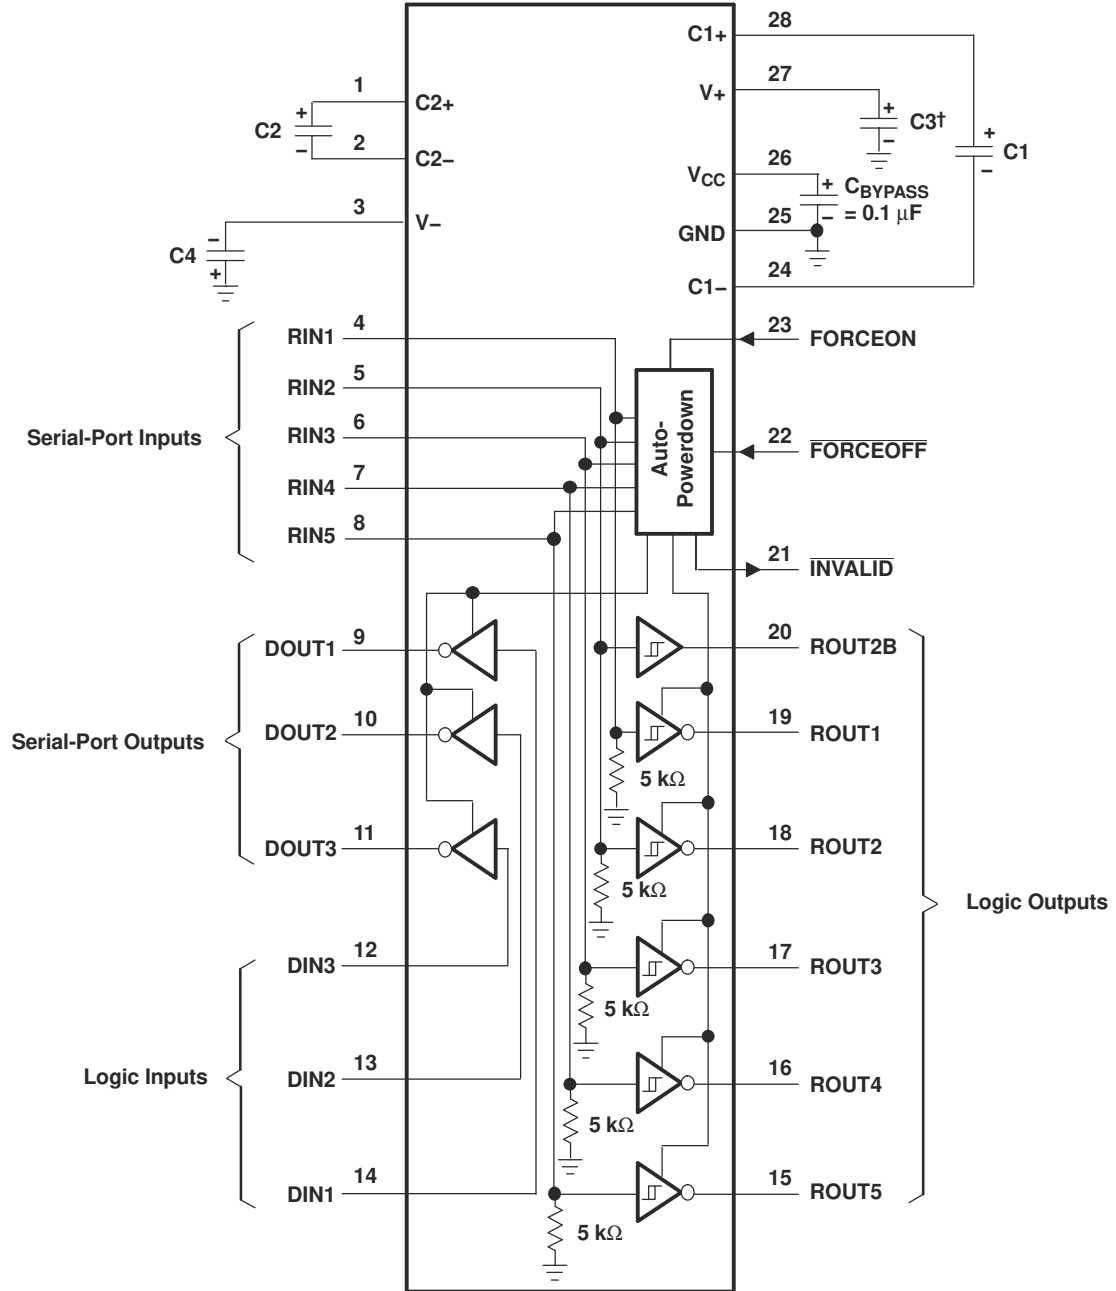 28
C1+
27
V+
1
C2+
C2
+
−
2
C2−
+
−
C3†
+
−
C1
26
VCC
+
−
CBYPASS
= 0.1 μF
25
GND
3
V−
−
+
C4
24
C1−
4
RIN1
23
FORCEON
5
RIN2
6
RIN3
Serial-Port Inputs
Auto-
Powerdown
22
FORCEOFF
7
RIN4
8
RIN5
21
INVALID
9
DOUT1
20
ROUT2B
10
DOUT2
Serial-Port Outputs
19
ROUT1
5 kΩ
11
DOUT3
18
ROUT2
5 kΩ
Logic Outputs
12
DIN3
17
ROUT3
5 kΩ
13
DIN2
Logic Inputs
16
ROUT4
5 kΩ
14
DIN1
15
ROUT5
5 kΩ